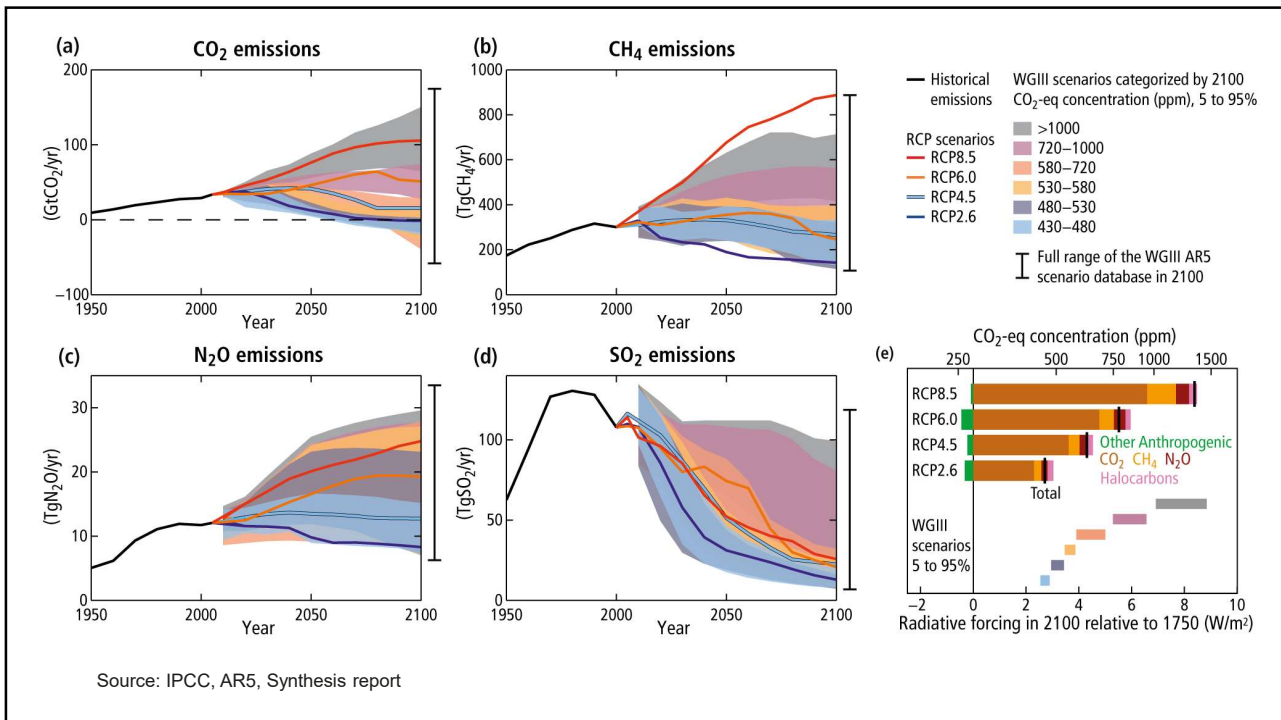 (a)
CO₂ emissions
200
100
0
−100
(GtCO₂/yr)
1950
2000
2050
2100
Year
(b)
CH₄ emissions
1000
800
600
400
200
0
(TgCH₄/yr)
1950
2000
2050
2100
Year
Historical
emissions
RCP scenarios
RCP8.5
RCP6.0
RCP4.5
RCP2.6
WGIII scenarios categorized by 2100
CO₂-eq concentration (ppm), 5 to 95%
>1000
720−1000
580−720
530−580
480−530
430−480
Full range of the WGIII AR5
scenario database in 2100
(c)
N₂O emissions
30
20
10
0
(TgN₂O/yr)
1950
2000
2050
2100
Year
(d)
SO₂ emissions
100
50
0
(TgSO₂/yr)
1950
2000
2050
2100
Year
CO₂-eq concentration (ppm)
(e)
250
500
750
1000
1500
RCP8.5
RCP6.0
RCP4.5
RCP2.6
Other Anthropogenic
CO₂ CH₄ N₂O
Halocarbons
Total
WGIII
scenarios
5 to 95%
−2
0
2
4
6
8
10
Radiative forcing in 2100 relative to 1750 (W/m²)
Source: IPCC, AR5, Synthesis report